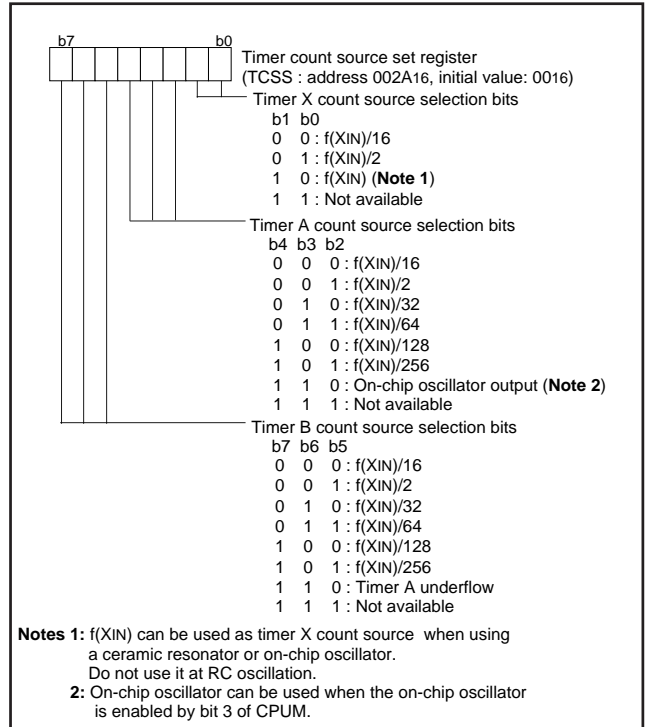 b7 b0
Timer count source set register
(TCSS : address 002A16, initial value: 0016)
Timer X count source selection bits
b1 b0
0 0 : f(XIN)/16
0 1 : f(XIN)/2
1 0 : f(XIN) (Note 1)
1 1 : Not available
Timer A count source selection bits
b4 b3 b2
0 0 0 : f(XIN)/16
0 0 1 : f(XIN)/2
0 1 0 : f(XIN)/32
0 1 1 : f(XIN)/64
1 0 0 : f(XIN)/128
1 0 1 : f(XIN)/256
1 1 0 : On-chip oscillator output (Note 2)
1 1 1 : Not available
Timer B count source selection bits
b7 b6 b5
0 0 0 : f(XIN)/16
0 0 1 : f(XIN)/2
0 1 0 : f(XIN)/32
0 1 1 : f(XIN)/64
1 0 0 : f(XIN)/128
1 0 1 : f(XIN)/256
1 1 0 : Timer A underflow
1 1 1 : Not available
Notes 1: f(XIN) can be used as timer X count source when using
a ceramic resonator or on-chip oscillator.
Do not use it at RC oscillation.
2: On-chip oscillator can be used when the on-chip oscillator
is enabled by bit 3 of CPUM.